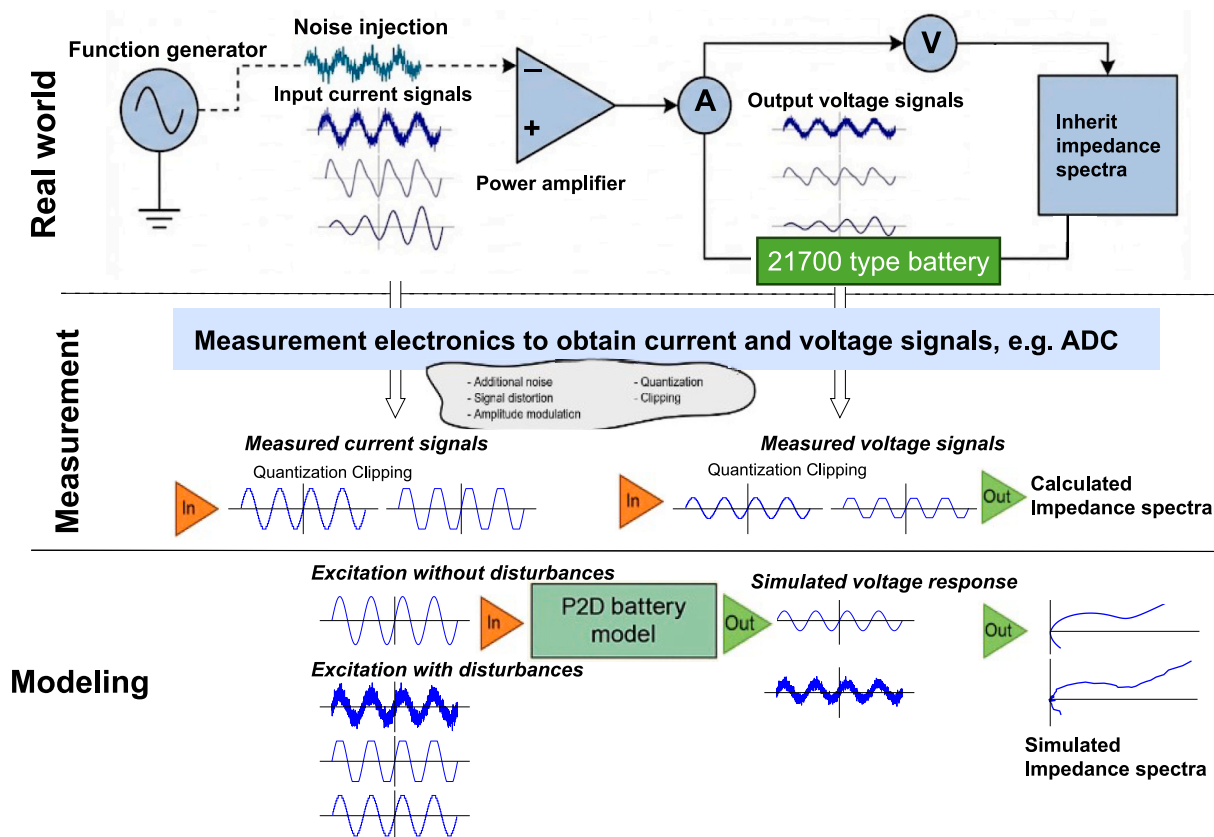 Real world
Function generator
Noise injection
Input current signals
−
+
Power amplifier
A
V
Output voltage signals
Inherit
impedance
spectra
21700 type battery
Measurement
Measurement electronics to obtain current and voltage signals, e.g. ADC
- Additional noise
- Signal distortion
- Amplitude modulation
- Quantization
- Clipping
Measured current signals
Quantization Clipping
In
Measured voltage signals
Quantization Clipping
In
Out
Calculated
Impedance spectra
Modeling
Excitation without disturbances
In
P2D battery
model
Out
Simulated voltage response
Out
Excitation with disturbances
Simulated
Impedance spectra